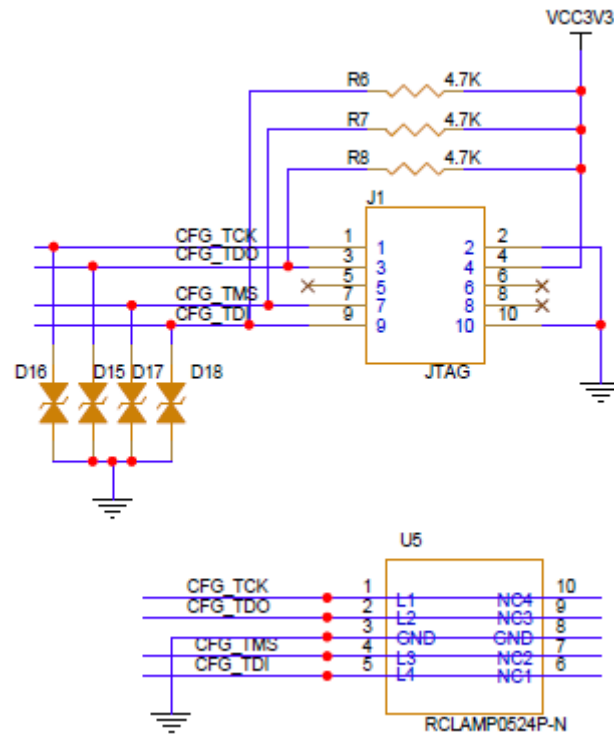 VCC3V3
R6 4.7K
R7 4.7K
R8 4.7K
J1
CFG_TCK 1 1 2 2
CFG_TDO 3 3 4 4
5 5 6 6
CFG_TMS 7 7 8 8
CFG_TDI 9 9 10 10
JTAG
D16 D15 D17 D18
U5
CFG_TCK 1 L1 NC4 10
CFG_TDO 2 L2 NC3 9
3 GND GND 8
CFG_TMS 4 L3 NC2 7
CFG_TDI 5 L4 NC1 6
RCLAMP0524P-N